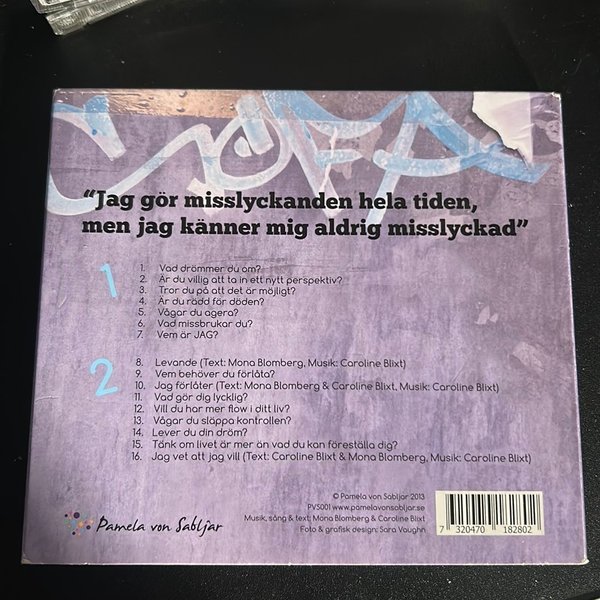 "Jag gör misslyckanden hela tiden,
men jag känner mig aldrig misslyckad"
1
1. Vad drömmer du om?
2. Är du villig att ta in ett nytt perspektiv?
3. Tror du på att det är möjligt?
4. Är du rädd för döden?
5. Vågar du agera?
6. Vad missbrukar du?
7. Vem är JAG?
2
8. Levande (Text: Mona Blomberg, Musik: Caroline Blixt)
9. Vem behöver du förlåta?
10. Jag förlåter (Text: Mona Blomberg & Caroline Blixt, Musik: Caroline Blixt)
11. Vad gör dig lycklig?
12. Vill du har mer flow i ditt liv?
13. Vågar du släppa kontrollen?
14. Lever du din dröm?
15. Tänk om livet är mer än vad du kan föreställa dig?
16. Jag vet att jag vill (Text: Caroline Blixt & Mona Blomberg, Musik: Caroline Blixt)
Pamela von Sabljar
© Pamela von Sabljar 2013
PVS001 www.pamelavonsabljar.se
Musik, sång & text: Mona Blomberg & Caroline Blixt
Foto & grafisk design: Sara Vaughn
7 320470 182802